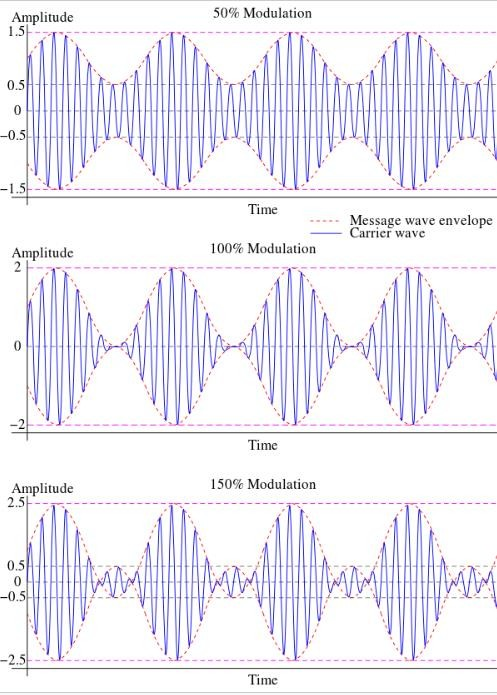 50% Modulation
Amplitude
1.5
0.5
0
−0.5
−1.5
Time
Message wave envelope
Carrier wave
100% Modulation
Amplitude
2
0
−2
Time
150% Modulation
Amplitude
2.5
0.5
0
−0.5
−2.5
Time